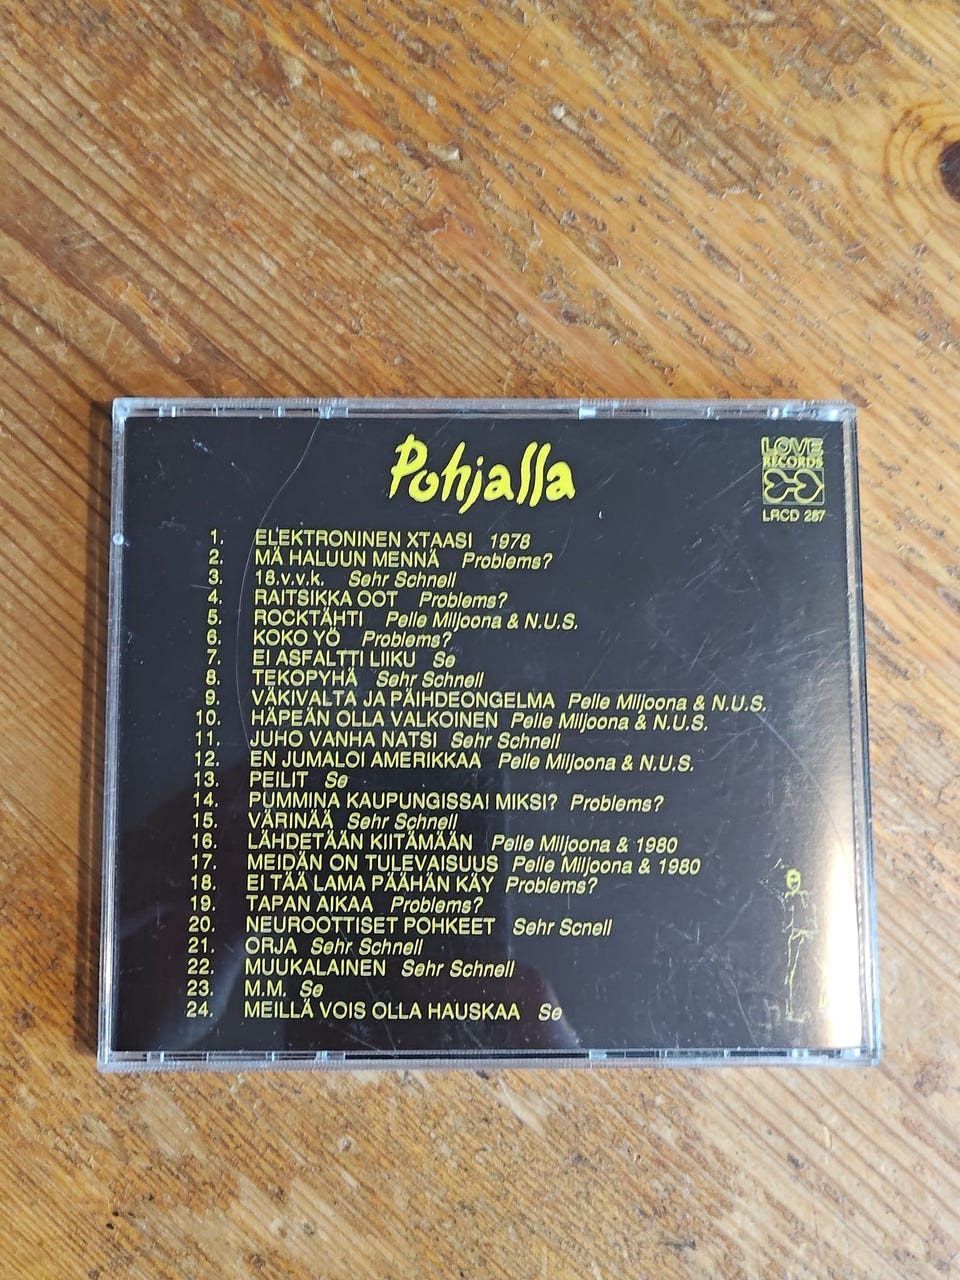 Pohjalla
LOVE
RECORDS
LRCD 287
1. ELEKTRONINEN XTAASI 1978
2. MÄ HALUUN MENNÄ Problems?
3. 18.v.v.k. Sehr Schnell
4. RAITSIKKA OOT Problems?
5. ROCKTÄHTI Pelle Miljoona & N.U.S.
6. KOKO YÖ Problems?
7. EI ASFALTTI LIIKU Se
8. TEKOPYHÄ Sehr Schnell
9. VÄKIVALTA JA PÄIHDEONGELMA Pelle Miljoona & N.U.S.
10. HÄPEÄN OLLA VALKOINEN Pelle Miljoona & N.U.S.
11. JUHO VANHA NATSI Sehr Schnell
12. EN JUMALOI AMERIKKAA Pelle Miljoona & N.U.S.
13. PEILIT Se
14. PUMMINA KAUPUNGISSAI MIKSI? Problems?
15. VÄRINÄÄ Sehr Schnell
16. LÄHDETÄÄN KIITÄMÄÄN Pelle Miljoona & 1980
17. MEIDÄN ON TULEVAISUUS Pelle Miljoona & 1980
18. EI TÄÄ LAMA PÄÄHÄN KÄY Problems?
19. TAPAN AIKAA Problems?
20. NEUROOTTISET POHKEET Sehr Scnell
21. ORJA Sehr Schnell
22. MUUKALAINEN Sehr Schnell
23. M.M. Se
24. MEILLÄ VOIS OLLA HAUSKAA Se